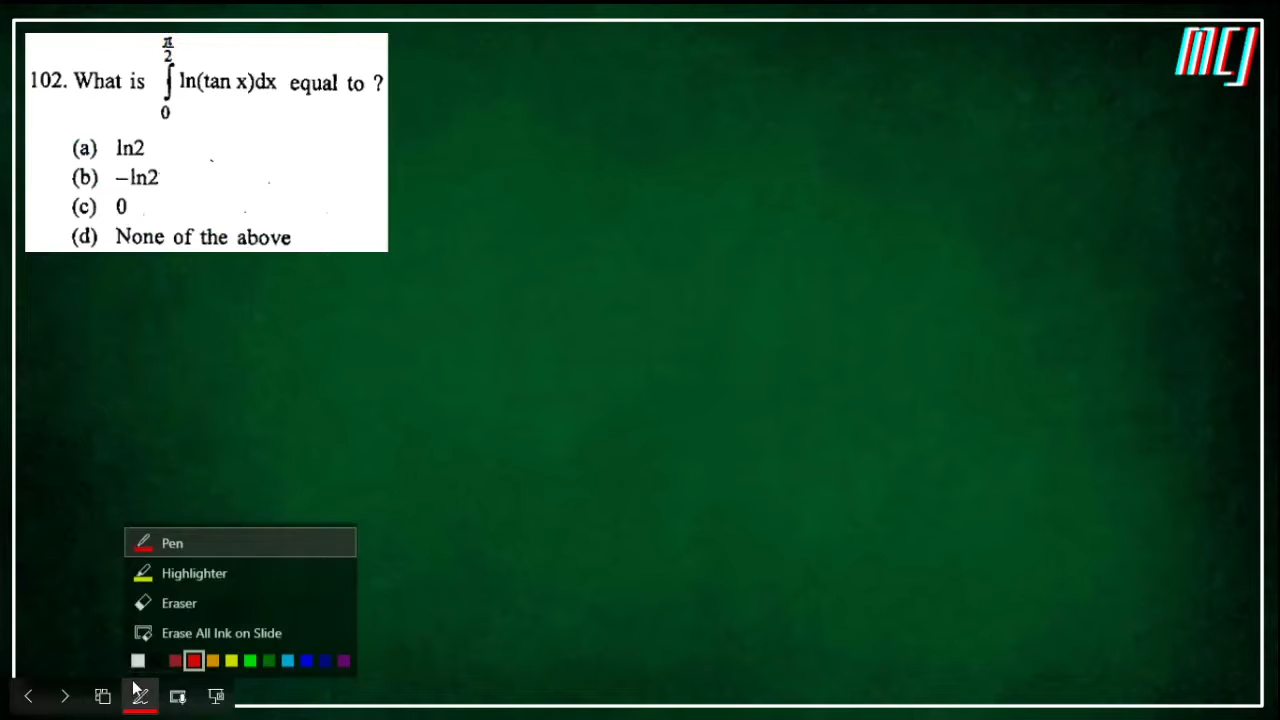 MCJ
π/2
102. What is ∫ ln(tan x)dx equal to ?
0
(a) ln2
(b) –ln2
(c) 0
(d) None of the above
Pen
Highlighter
Eraser
Erase All Ink on Slide